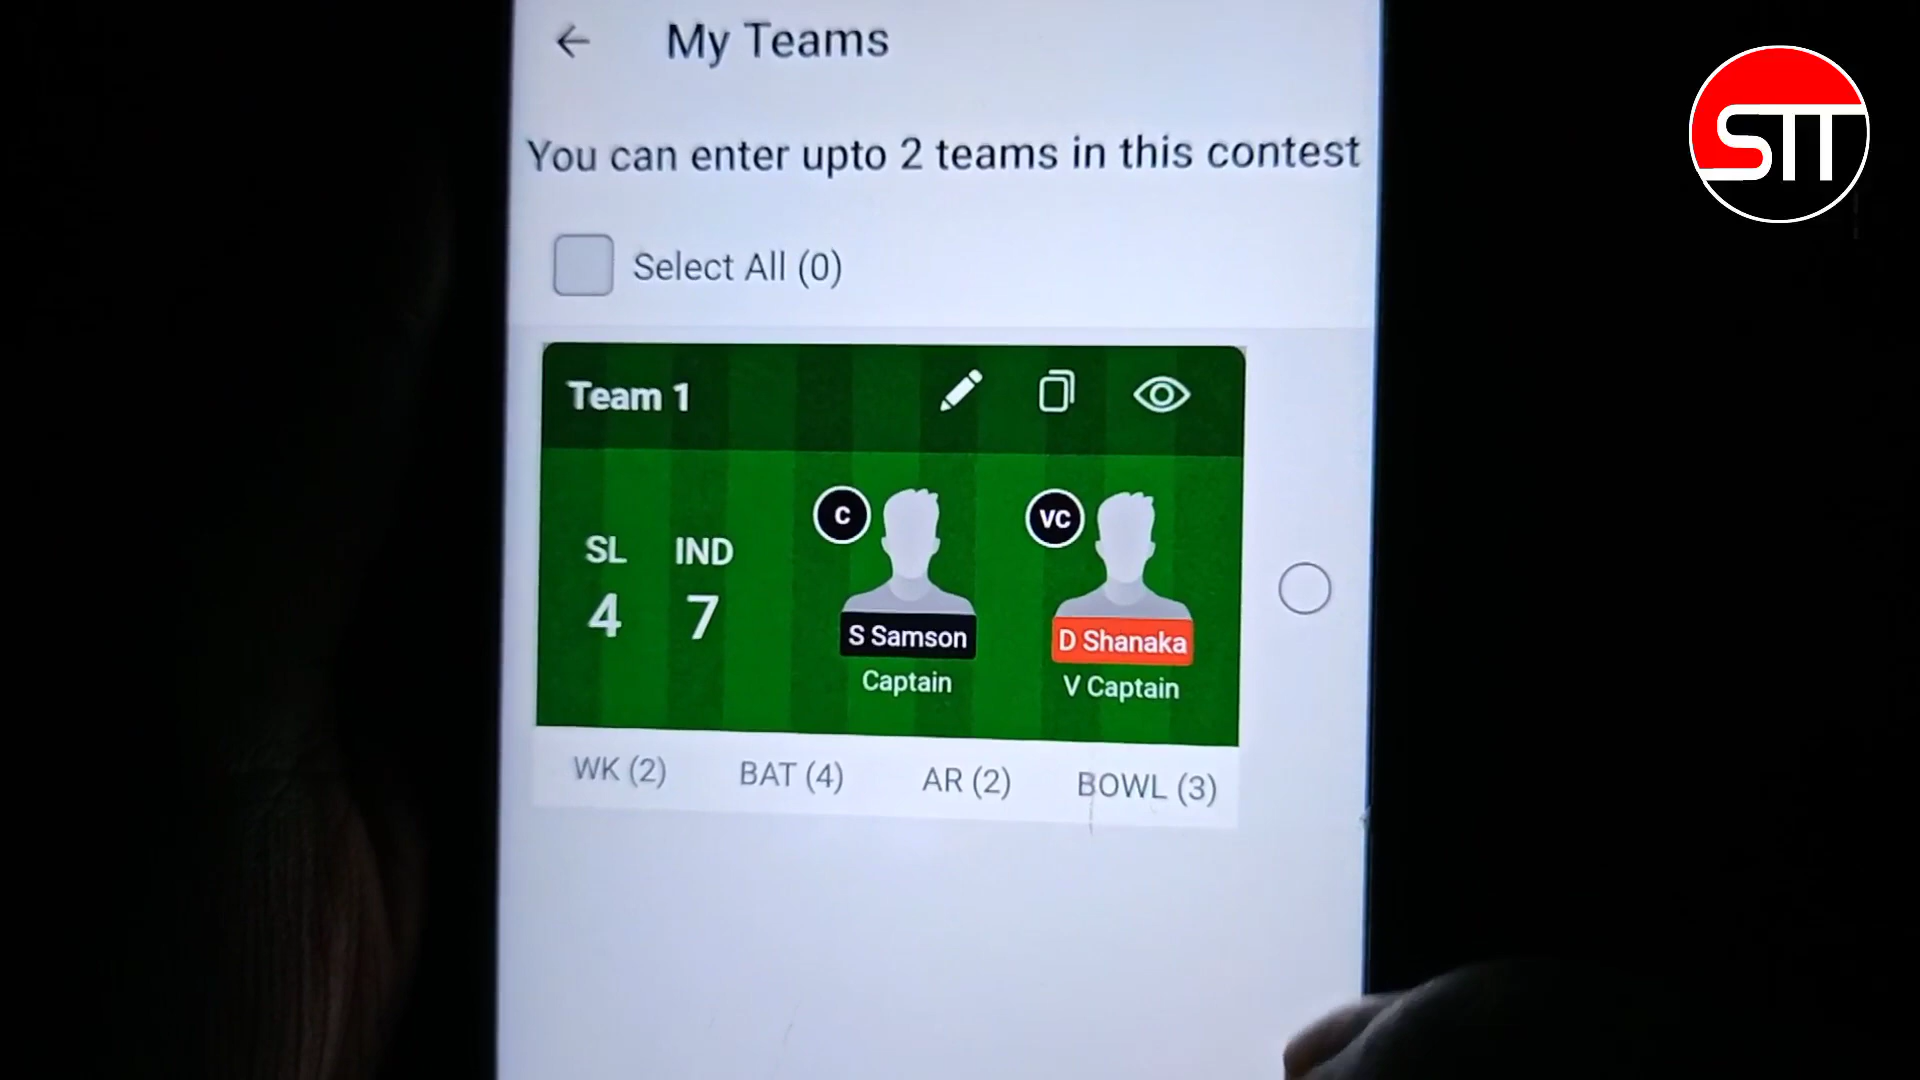 My Teams
You can enter upto 2 teams in this contest
Select All (0)
Team 1
SL IND
4 7
C
VC
S Samson
D Shanaka
Captain
V Captain
WK (2) BAT (4) AR (2) BOWL (3)
STT